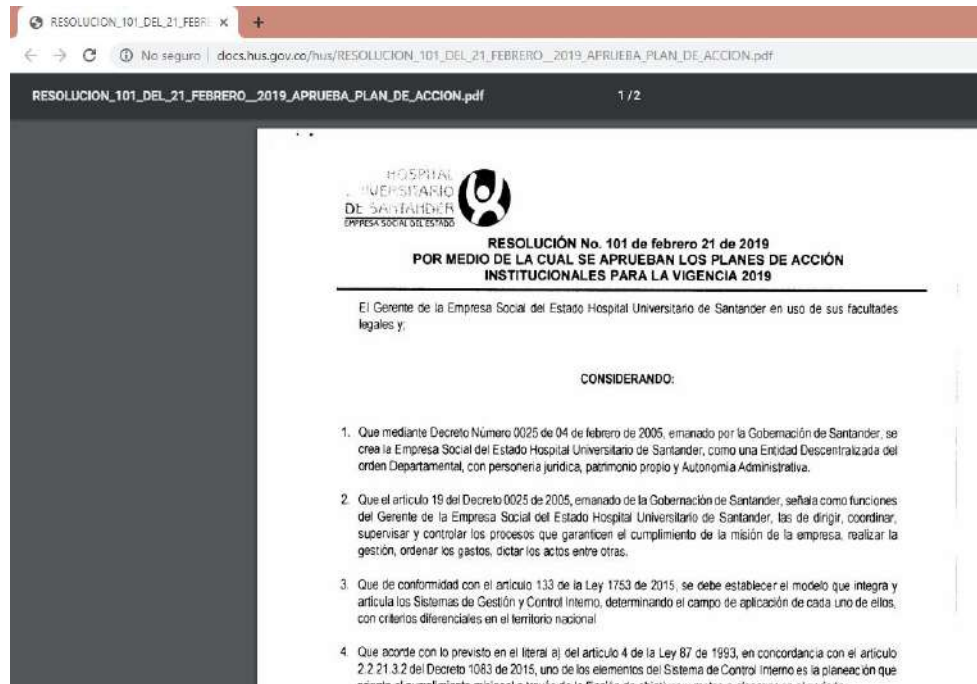 RESOLUCION_101_DEL_21_FEBR
No seguro | docs.hus.gov.co/hus/RESOLUCION_101_DEL_21_FEBRERO__2019_APRUEBA_PLAN_DE_ACCION.pdf
RESOLUCION_101_DEL_21_FEBRERO__2019_APRUEBA_PLAN_DE_ACCION.pdf 1 / 2
HOSPITAL
UNIVERSITARIO
DE SANTANDER
EMPRESA SOCIAL DEL ESTADO
RESOLUCIÓN No. 101 de febrero 21 de 2019
POR MEDIO DE LA CUAL SE APRUEBAN LOS PLANES DE ACCIÓN
INSTITUCIONALES PARA LA VIGENCIA 2019
El Gerente de la Empresa Social del Estado Hospital Universitario de Santander en uso de sus facultades
legales y;
CONSIDERANDO:
1. Que mediante Decreto Número 0025 de 04 de febrero de 2005, emanado por la Gobernación de Santander, se
crea la Empresa Social del Estado Hospital Universitario de Santander, como una Entidad Descentralizada del
orden Departamental, con personería jurídica, patrimonio propio y Autonomía Administrativa.
2. Que el artículo 19 del Decreto 0025 de 2005, emanado de la Gobernación de Santander, señala como funciones
del Gerente de la Empresa Social del Estado Hospital Universitario de Santander, las de dirigir, coordinar,
supervisar y controlar los procesos que garanticen el cumplimiento de la misión de la empresa, realizar la
gestión, ordenar los gastos, dictar los actos entre otras.
3. Que de conformidad con el artículo 133 de la Ley 1753 de 2015, se debe establecer el modelo que integra y
articula los Sistemas de Gestión y Control Interno, determinando el campo de aplicación de cada uno de ellos,
con criterios diferenciales en el territorio nacional
4. Que acorde con lo previsto en el literal a) del artículo 4 de la Ley 87 de 1993, en concordancia con el artículo
2.2.21.3.2 del Decreto 1083 de 2015, uno de los elementos del Sistema de Control Interno es la planeación que